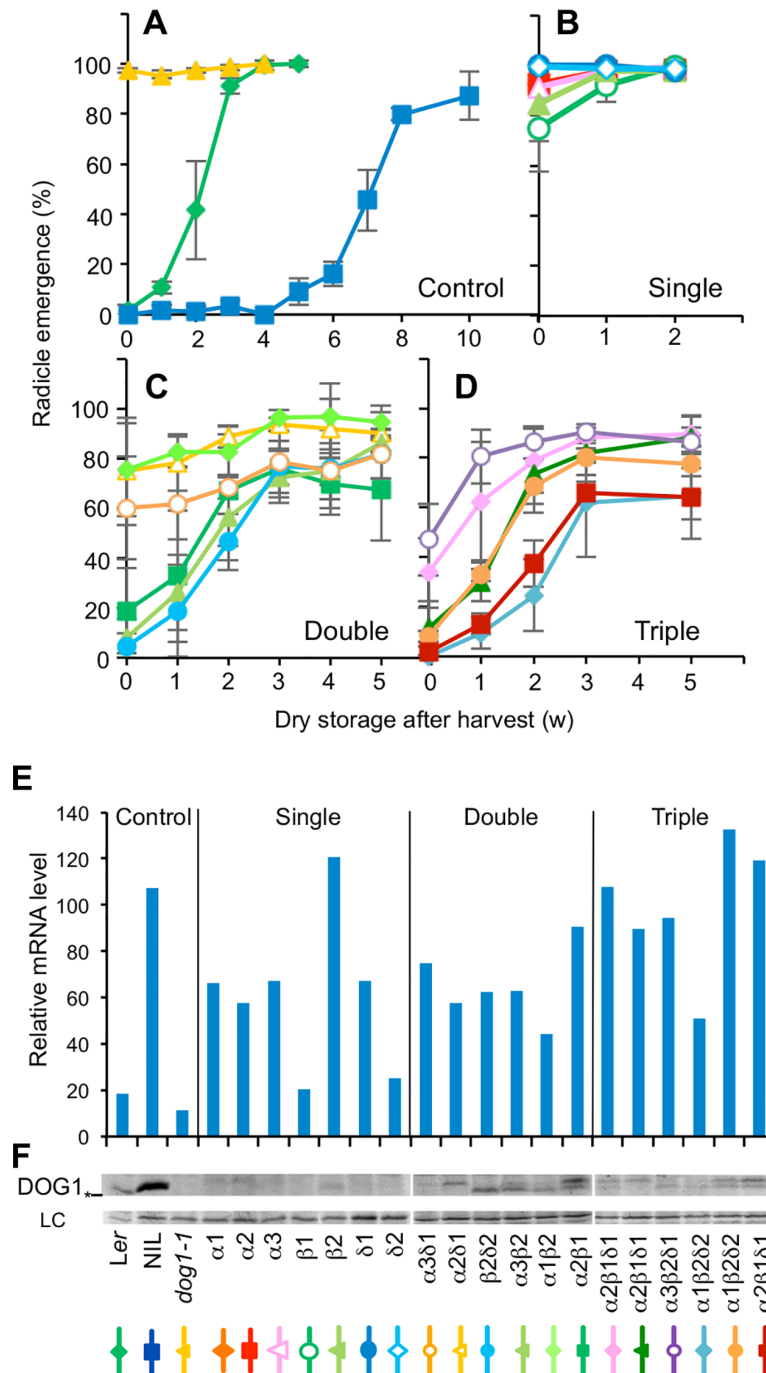 A
B
100
80
60
40
20
0
Radicle emergence (%)
Control
Single
0 2 4 6 8 10
0 1 2
C
D
100
80
60
40
20
0
Double
Triple
0 1 2 3 4 5
0 1 2 3 5
Dry storage after harvest (w)
E
140
120
100
80
60
40
20
0
Relative mRNA level
Control Single Double Triple
F
DOG1
*
LC
Ler
NIL
dog1-1
α1
α2
α3
β1
β2
δ1
δ2
α3δ1
α2δ1
β2δ2
α3β2
α1β2
α2β1
α2β1δ1
α2β1δ1
α3β2δ1
α1β2δ2
α1β2δ2
α2β1δ1